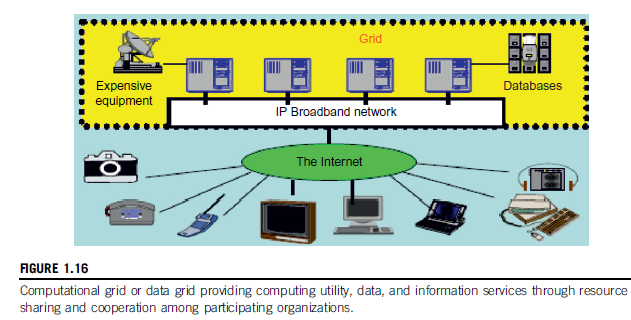 Grid
Expensive
equipment
Databases
IP Broadband network
The Internet
FIGURE 1.16
Computational grid or data grid providing computing utility, data, and information services through resource
sharing and cooperation among participating organizations.